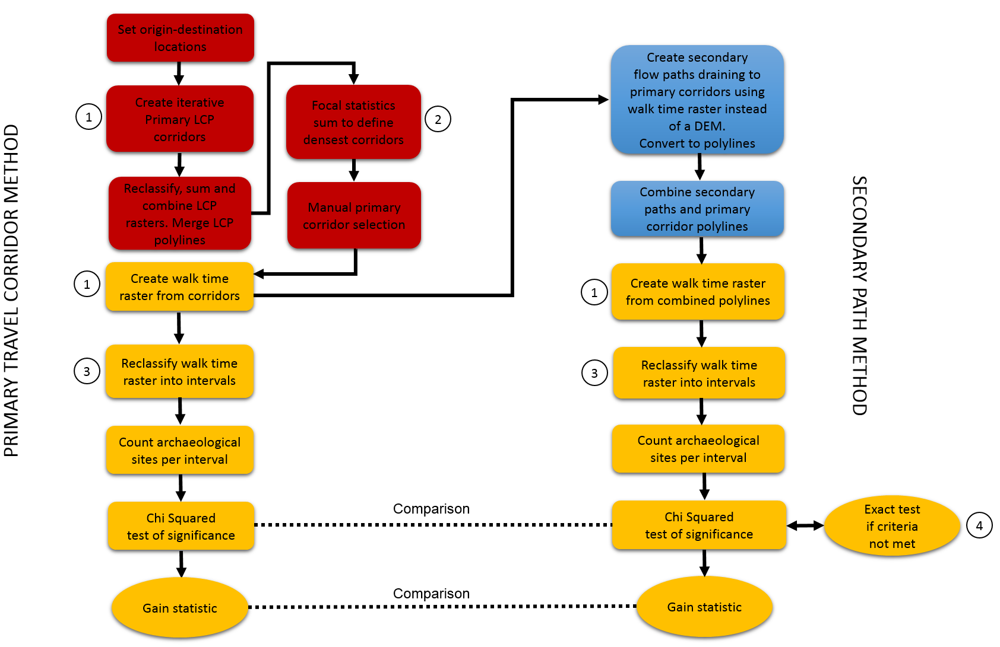 PRIMARY TRAVEL CORRIDOR METHOD
Set origin-destination
locations
1
Create iterative
Primary LCP
corridors
Reclassify, sum and
combine LCP
rasters. Merge LCP
polylines
Focal statistics
sum to define
densest corridors
2
Manual primary
corridor selection
1
Create walk time
raster from corridors
3
Reclassify walk time
raster into intervals
Count archaeological
sites per interval
Chi Squared
test of significance
Gain statistic
Comparison
Comparison
Create secondary
flow paths draining to
primary corridors using
walk time raster instead
of a DEM.
Convert to polylines
Combine secondary
paths and primary
corridor polylines
1
Create walk time raster
from combined polylines
3
Reclassify walk time
raster into intervals
Count archaeological
sites per interval
Chi Squared
test of significance
Exact test
if criteria
not met
4
Gain statistic
SECONDARY PATH METHOD